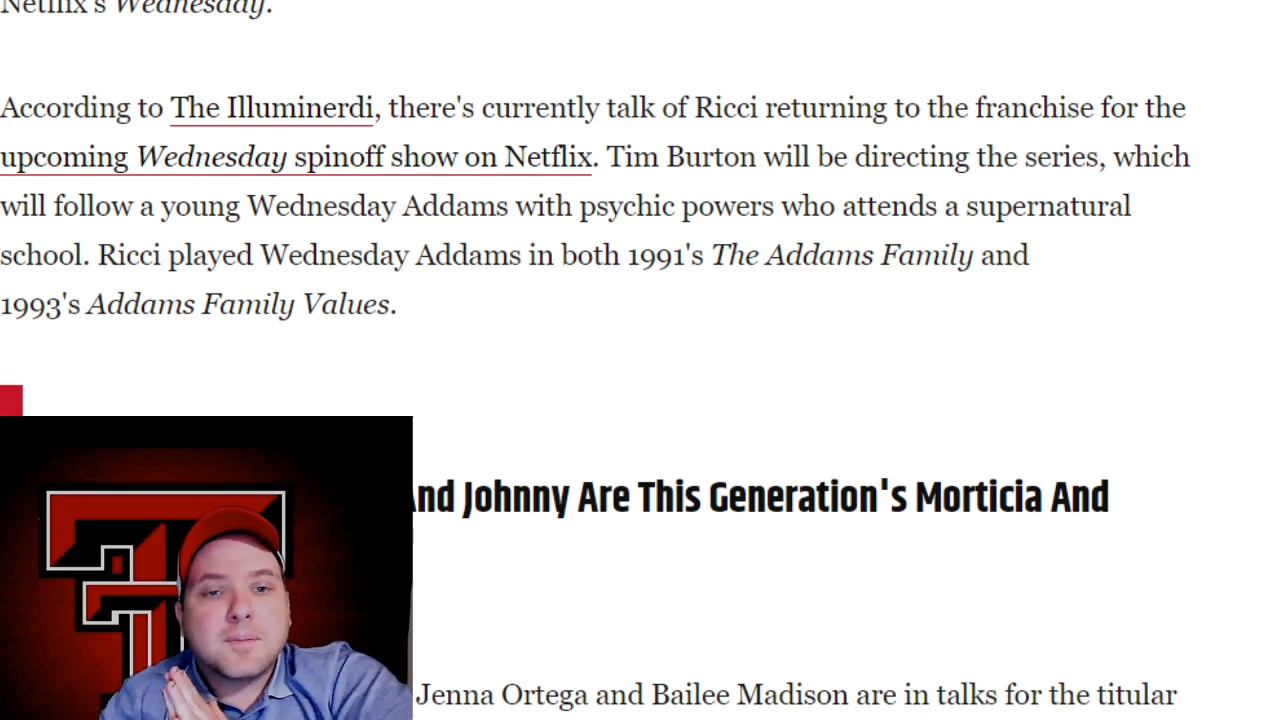 Netflix's Wednesday.
According to The Illuminerdi, there's currently talk of Ricci returning to the franchise for the
upcoming Wednesday spinoff show on Netflix. Tim Burton will be directing the series, which
will follow a young Wednesday Addams with psychic powers who attends a supernatural
school. Ricci played Wednesday Addams in both 1991's The Addams Family and
1993's Addams Family Values.
And Johnny Are This Generation's Morticia And
Jenna Ortega and Bailee Madison are in talks for the titular